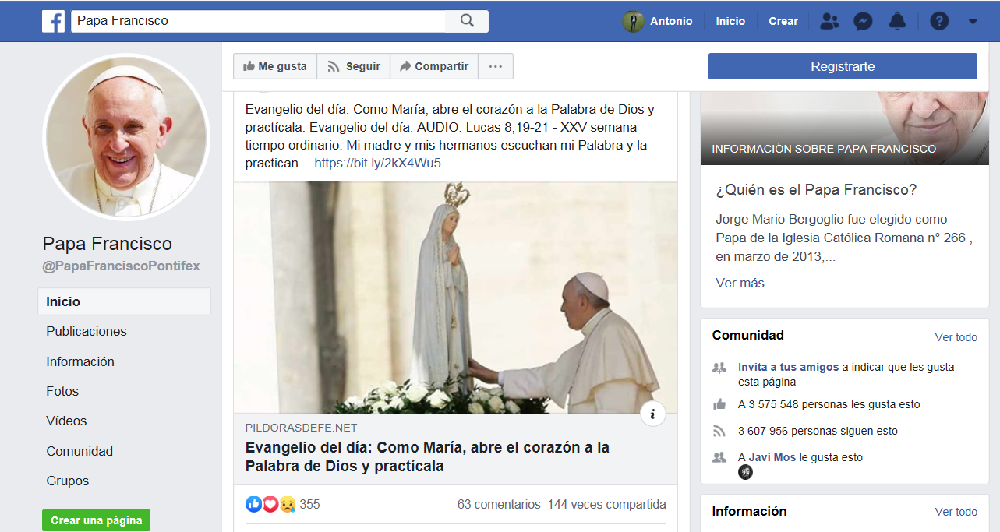 Papa Francisco
Antonio
Inicio
Crear
Papa Francisco
@PapaFranciscoPontifex
Inicio
Publicaciones
Información
Fotos
Vídeos
Comunidad
Grupos
Crear una página
Me gusta
Seguir
Compartir
Registrarte
Evangelio del día: Como María, abre el corazón a la Palabra de Dios y
practícala. Evangelio del día. AUDIO. Lucas 8,19-21 - XXV semana
tiempo ordinario: Mi madre y mis hermanos escuchan mi Palabra y la
practican--. https://bit.ly/2kX4Wu5
PILDORASDEFE.NET
Evangelio del día: Como María, abre el corazón a la
Palabra de Dios y practícala
355
63 comentarios 144 veces compartida
INFORMACIÓN SOBRE PAPA FRANCISCO
¿Quién es el Papa Francisco?
Jorge Mario Bergoglio fue elegido como
Papa de la Iglesia Católica Romana n° 266 ,
en marzo de 2013,...
Ver más
Comunidad
Ver todo
Invita a tus amigos a indicar que les gusta
esta página
A 3 575 548 personas les gusta esto
3 607 956 personas siguen esto
A Javi Mos le gusta esto
Información
Ver todo